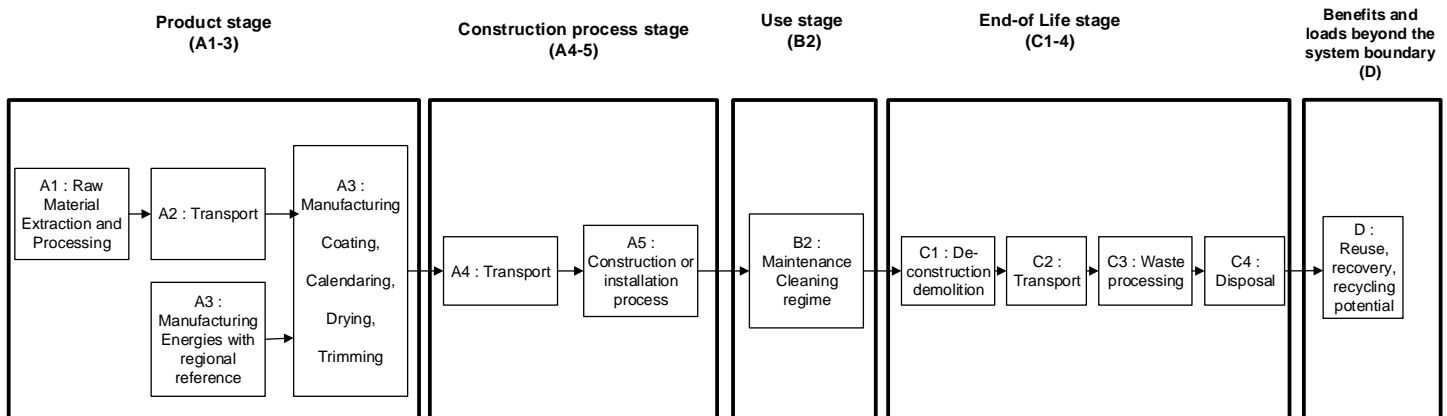 Product stage
(A1-3)
Construction process stage
(A4-5)
Use stage
(B2)
End-of Life stage
(C1-4)
Benefits and
loads beyond the
system boundary
(D)
A1 : Raw
Material
Extraction and
Processing
A2 : Transport
A3 :
Manufacturing
Energies with
regional
reference
A3 :
Manufacturing
Coating,
Calendaring,
Drying,
Trimming
A4 : Transport
A5 :
Construction or
installation
process
B2 :
Maintenance
Cleaning
regime
C1 : De-
construction
demolition
C2 :
Transport
C3 : Waste
processing
C4 :
Disposal
D :
Reuse,
recovery,
recycling
potential